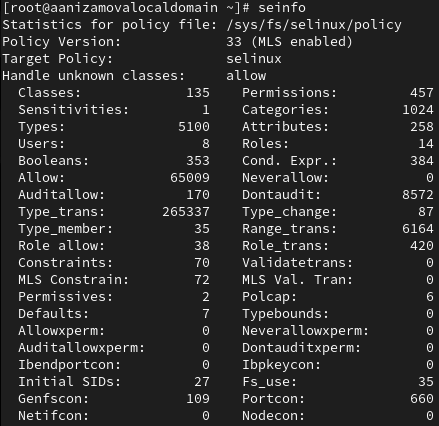 [root@aanizamovalocaldomain ~]# seinfo
Statistics for policy file: /sys/fs/selinux/policy
Policy Version: 33 (MLS enabled)
Target Policy: selinux
Handle unknown classes: allow
Classes: 135 Permissions: 457
Sensitivities: 1 Categories: 1024
Types: 5100 Attributes: 258
Users: 8 Roles: 14
Booleans: 353 Cond. Expr.: 384
Allow: 65009 Neverallow: 0
Auditallow: 170 Dontaudit: 8572
Type_trans: 265337 Type_change: 87
Type_member: 35 Range_trans: 6164
Role allow: 38 Role_trans: 420
Constraints: 70 Validatetrans: 0
MLS Constrain: 72 MLS Val. Tran: 0
Permissives: 2 Polcap: 6
Defaults: 7 Typebounds: 0
Allowxperm: 0 Neverallowxperm: 0
Auditallowxperm: 0 Dontauditxperm: 0
Ibendportcon: 0 Ibpkeycon: 0
Initial SIDs: 27 Fs_use: 35
Genfscon: 109 Portcon: 660
Netifcon: 0 Nodecon: 0